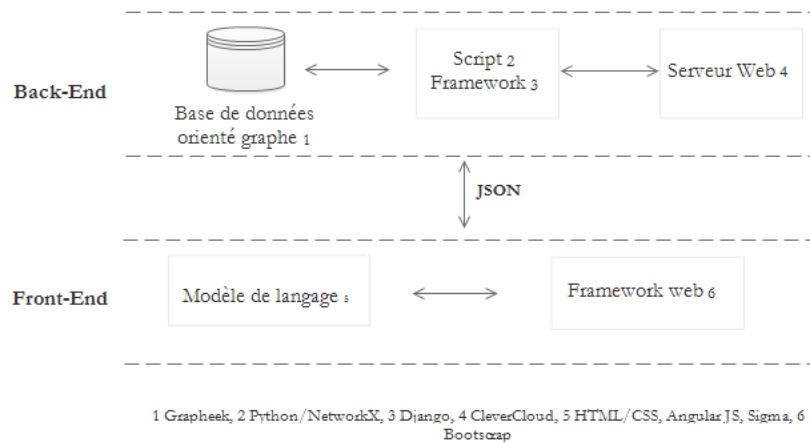 Back-End
Base de données
orienté graphe 1
Script 2
Framework 3
Serveur Web 4
JSON
Front-End
Modèle de langage 5
Framework web 6
1 Grapheek, 2 Python/NetworkX, 3 Django, 4 CleverCloud, 5 HTML/CSS, Angular JS, Sigma, 6
Bootsrap